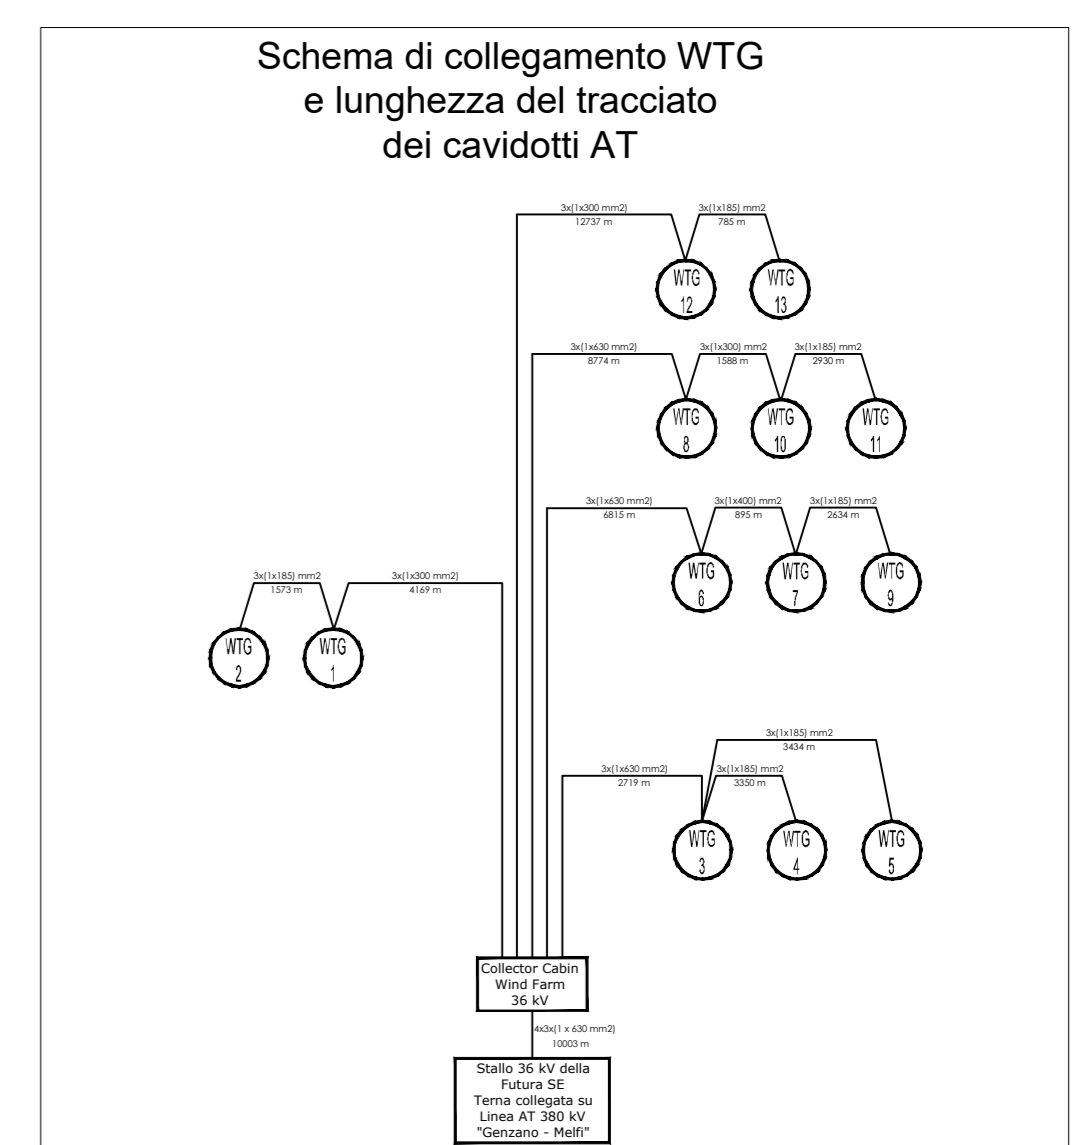 Schema di collegamento WTG
e lunghezza del tracciato
dei cavidotti AT
3x(1x300 mm2)
12737 m
3x(1x185) mm2
785 m
WTG
12
WTG
13
3x(1x630 mm2)
8774 m
3x(1x300) mm2
1588 m
3x(1x185) mm2
2930 m
WTG
8
WTG
10
WTG
11
3x(1x630 mm2)
6815 m
3x(1x400) mm2
895 m
3x(1x185) mm2
2634 m
WTG
6
WTG
7
WTG
9
3x(1x185) mm2
1573 m
3x(1x300 mm2)
4169 m
WTG
2
WTG
1
3x(1x185) mm2
3434 m
3x(1x630 mm2)
2719 m
3x(1x185) mm2
3350 m
WTG
3
WTG
4
WTG
5
Collector Cabin
Wind Farm
36 kV
4x3x(1 x 630 mm2)
10003 m
Stallo 36 kV della
Futura SE
Terna collegata su
Linea AT 380 kV
"Genzano - Melfi"